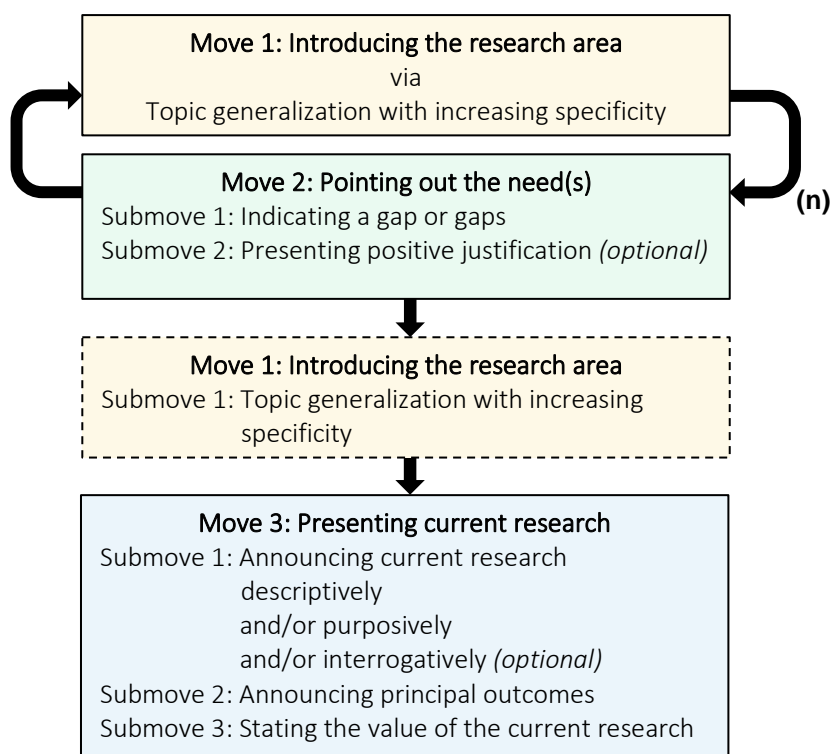 Move 1: Introducing the research area
via
Topic generalization with increasing specificity
Move 2: Pointing out the need(s)
Submove 1: Indicating a gap or gaps
Submove 2: Presenting positive justification (optional)
(n)
Move 1: Introducing the research area
Submove 1: Topic generalization with increasing
specificity
Move 3: Presenting current research
Submove 1: Announcing current research
descriptively
and/or purposively
and/or interrogatively (optional)
Submove 2: Announcing principal outcomes
Submove 3: Stating the value of the current research